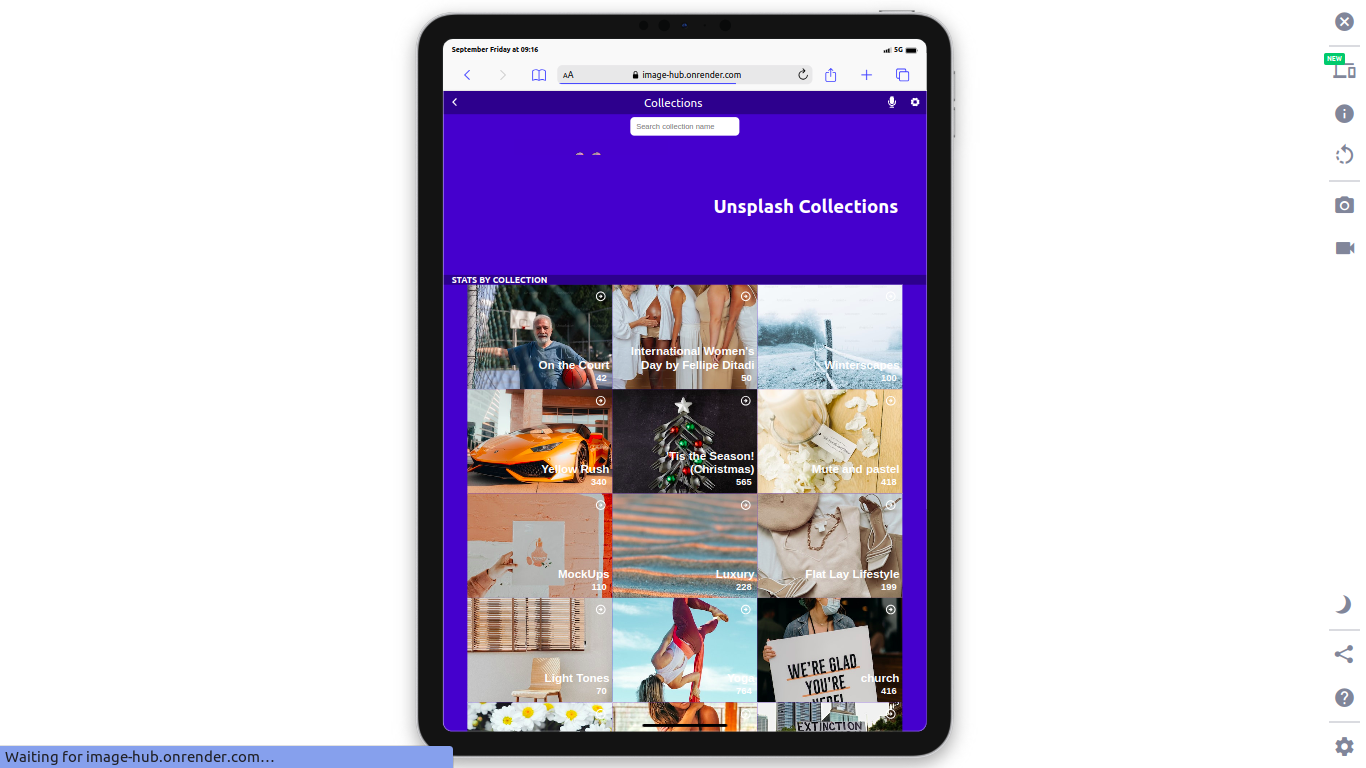 September Friday at 09:16
5G
AA
image-hub.onrender.com
NEW
Collections
Search collection name
Unsplash Collections
STATS BY COLLECTION
On the Court
42
International Women's
Day by Fellipe Ditadi
50
Winterscapes
100
Yellow Rush
340
Tis the Season!
(Christmas)
565
Mute and pastel
418
MockUps
110
Luxury
228
Flat Lay Lifestyle
199
Light Tones
70
Yoga
764
WE'RE GLAD
YOU'RE
HERE!
church
416
EXTINCTION
Waiting for image-hub.onrender.com…